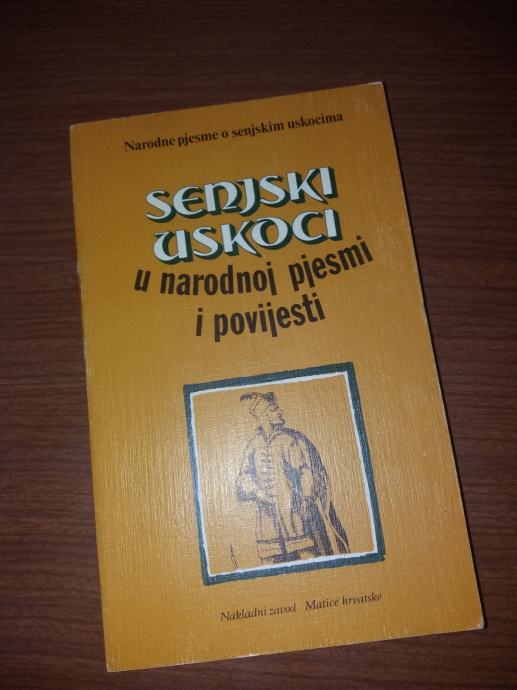 Narodne pjesme o senjskim uskocima
SENJSKI
USKOCI
u narodnoj pjesmi
i povijesti
Nakladni zavod Matice hrvatske